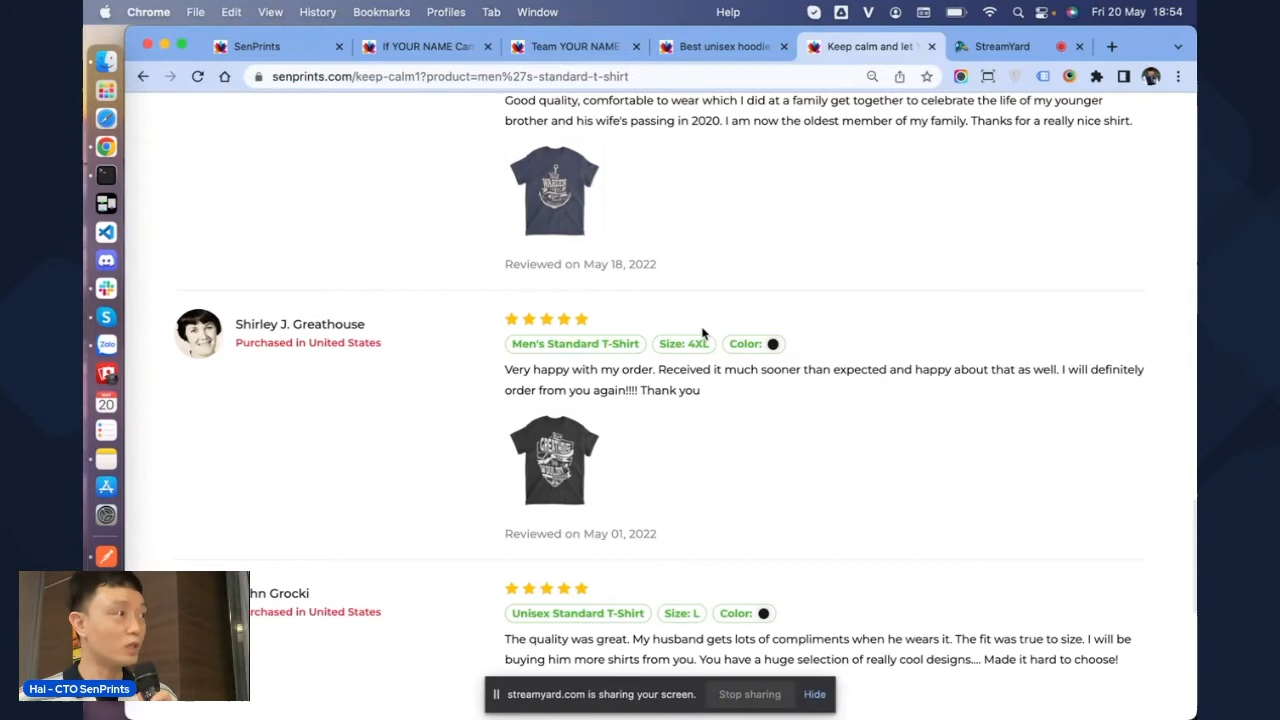 Chrome File Edit View History Bookmarks Profiles Tab Window Help Fri 20 May 18:54
SenPrints
If YOUR NAME Can
Team YOUR NAME
Best unisex hoodie
Keep calm and let
StreamYard
senprints.com/keep-calm1?product=men%27s-standard-t-shirt
Good quality, comfortable to wear which I did at a family get together to celebrate the life of my younger
brother and his wife's passing in 2020. I am now the oldest member of my family. Thanks for a really nice shirt.
Reviewed on May 18, 2022
Shirley J. Greathouse
Purchased in United States
Men's Standard T-Shirt
Size: 4XL
Color:
Very happy with my order. Received it much sooner than expected and happy about that as well. I will definitely
order from you again!!!! Thank you
GREATHOUSE
Reviewed on May 01, 2022
hn Grocki
rchased in United States
Unisex Standard T-Shirt
Size: L
Color:
The quality was great. My husband gets lots of compliments when he wears it. The fit was true to size. I will be
buying him more shirts from you. You have a huge selection of really cool designs.... Made it hard to choose!
streamyard.com is sharing your screen.
Stop sharing
Hide
Zalo
20
Hai - CTO SenPrints